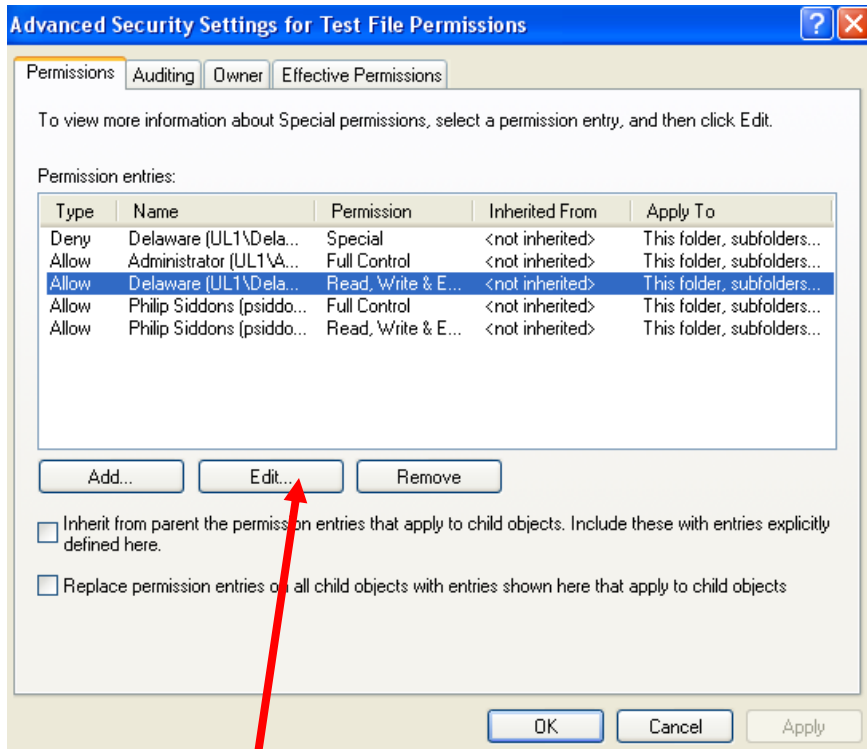 Advanced Security Settings for Test File Permissions
Permissions Auditing Owner Effective Permissions
To view more information about Special permissions, select a permission entry, and then click Edit.
Permission entries:
Type Name Permission Inherited From Apply To
Deny Delaware (UL1\Dela... Special <not inherited> This folder, subfolders...
Allow Administrator (UL1\A... Full Control <not inherited> This folder, subfolders...
Allow Delaware (UL1\Dela... Read, Write & E... <not inherited> This folder, subfolders...
Allow Philip Siddons (psiddo... Full Control <not inherited> This folder, subfolders...
Allow Philip Siddons (psiddo... Read, Write & E... <not inherited> This folder, subfolders...
Add... Edit... Remove
Inherit from parent the permission entries that apply to child objects. Include these with entries explicitly
defined here.
Replace permission entries on all child objects with entries shown here that apply to child objects
OK Cancel Apply